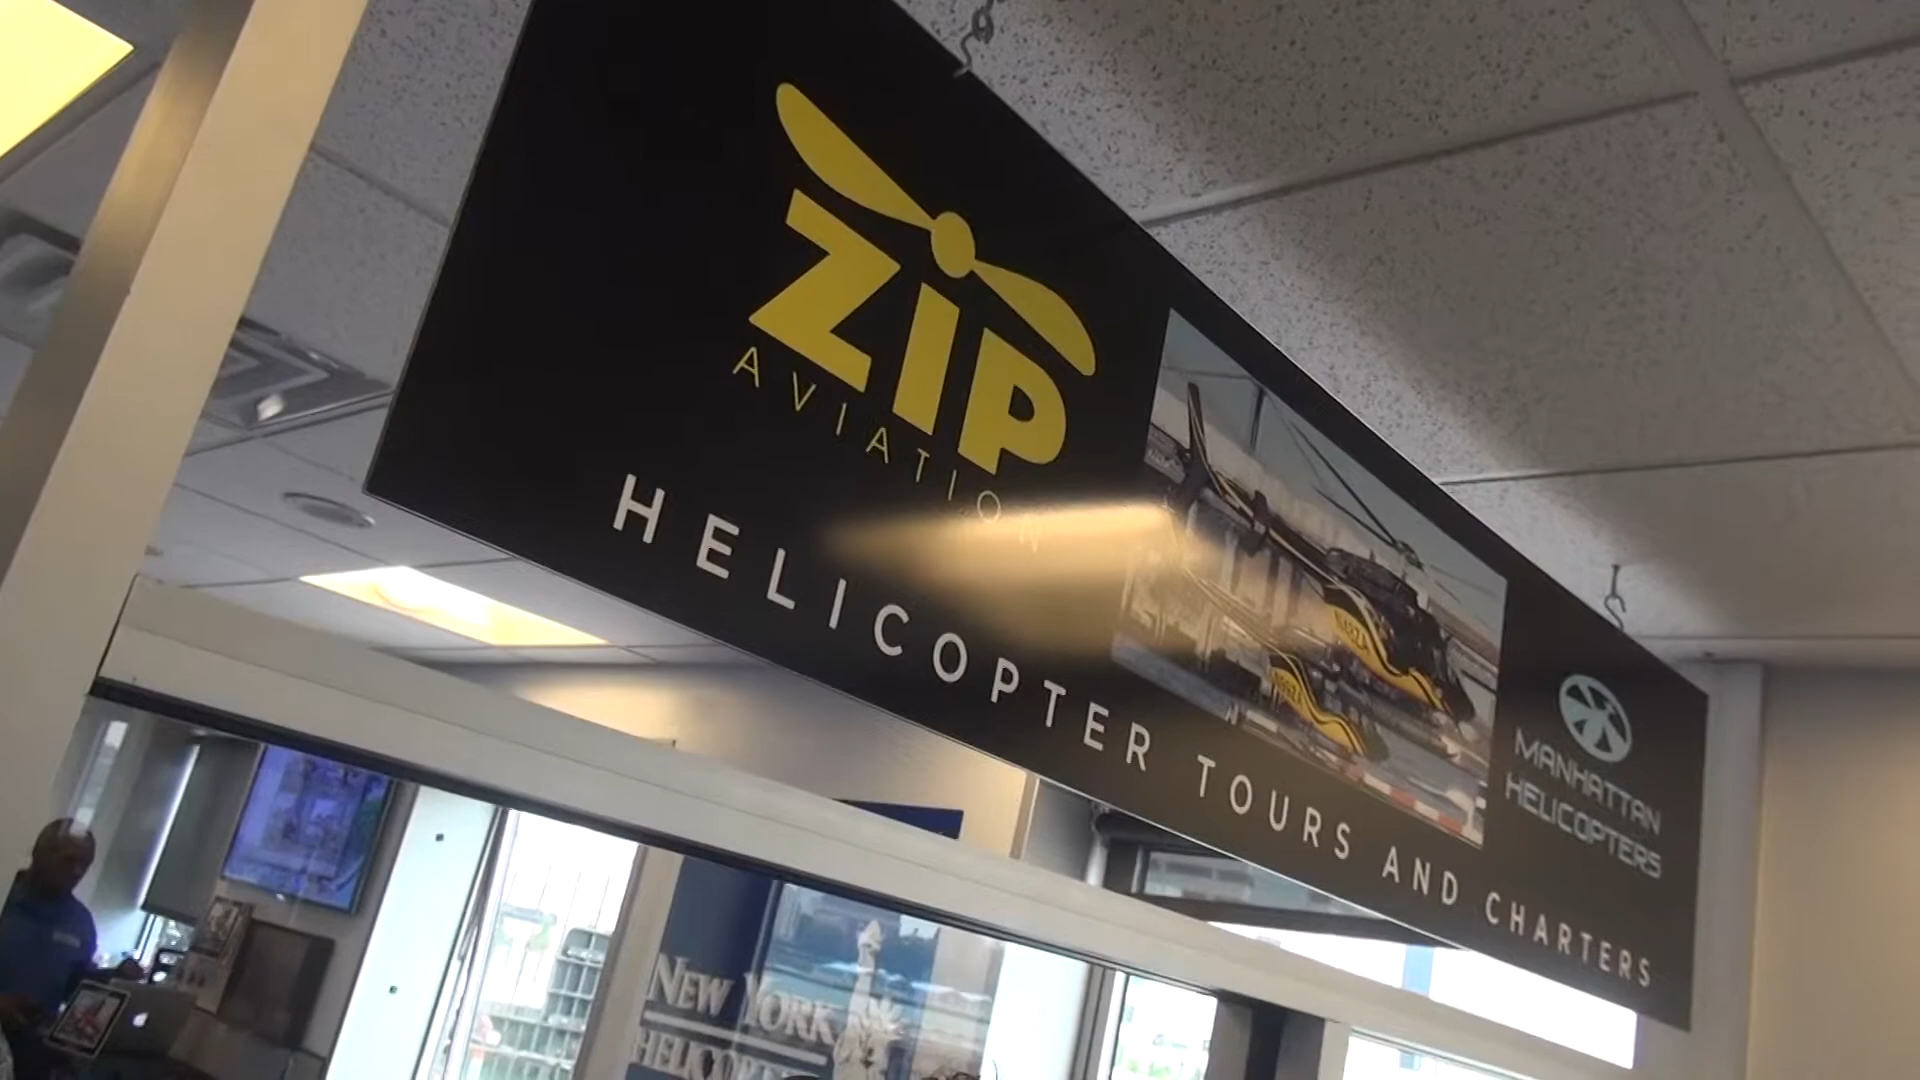 ZIP
AVIATION
HELICOPTER TOURS AND CHARTERS
MANHATTAN
HELICOPTERS
NEW YORK